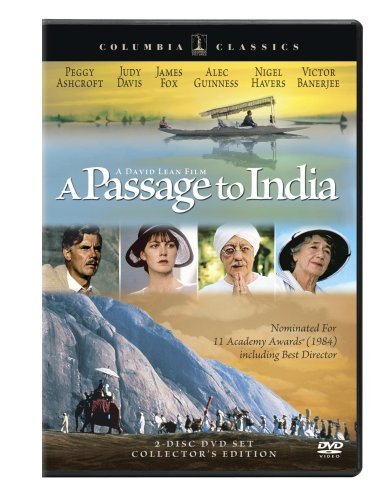 COLUMBIA CLASSICS
PEGGY ASHCROFT
JUDY DAVIS
JAMES FOX
ALEC GUINNESS
NIGEL HAVERS
VICTOR BANERJEE
A DAVID LEAN FILM
A PASSAGE TO INDIA
Nominated For
11 Academy Awards® (1984)
including Best Director
2-DISC DVD SET
COLLECTOR'S EDITION
DVD
VIDEO